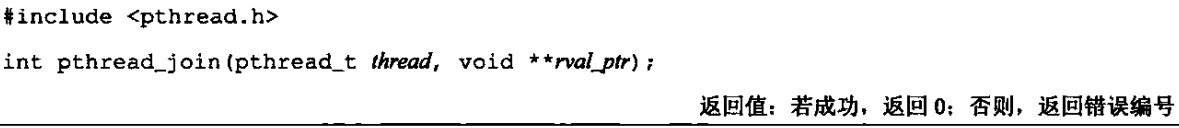 #include <pthread.h>
int pthread_join(pthread_t thread, void **rval_ptr);
返回值：若成功，返回0；否则，返回错误编号